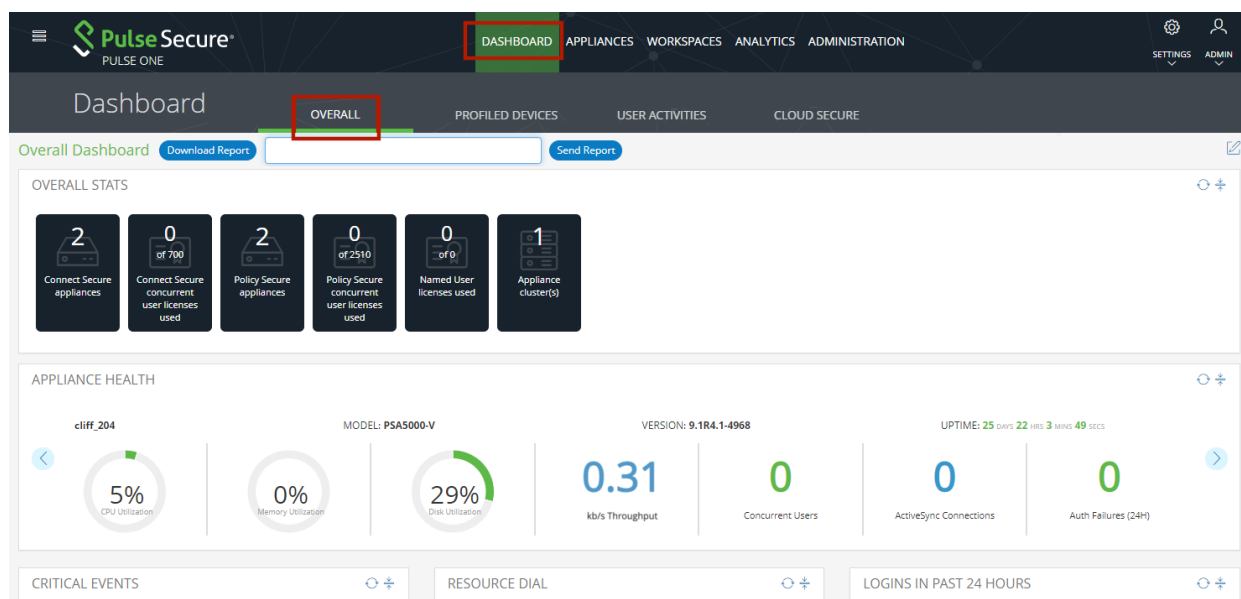 Pulse Secure®
PULSE ONE
DASHBOARD APPLIANCES WORKSPACES ANALYTICS ADMINISTRATION
SETTINGS ADMIN
Dashboard OVERALL PROFILED DEVICES USER ACTIVITIES CLOUD SECURE
Overall Dashboard Download Report Send Report
OVERALL STATS
2
Connect Secure
appliances
0
of 700
Connect Secure
concurrent
user licenses
used
2
Policy Secure
appliances
0
of 2510
Policy Secure
concurrent
user licenses
used
0
of 0
Named User
licenses used
1
Appliance
cluster(s)
APPLIANCE HEALTH
cliff_204 MODEL: PSA5000-V VERSION: 9.1R4.1-4968 UPTIME: 25 DAYS 22 HRS 3 MINS 49 SECS
5%
CPU Utilization
0%
Memory Utilization
29%
Disk Utilization
0.31
kb/s Throughput
0
Concurrent Users
0
ActiveSync Connections
0
Auth Failures (24H)
CRITICAL EVENTS RESOURCE DIAL LOGINS IN PAST 24 HOURS